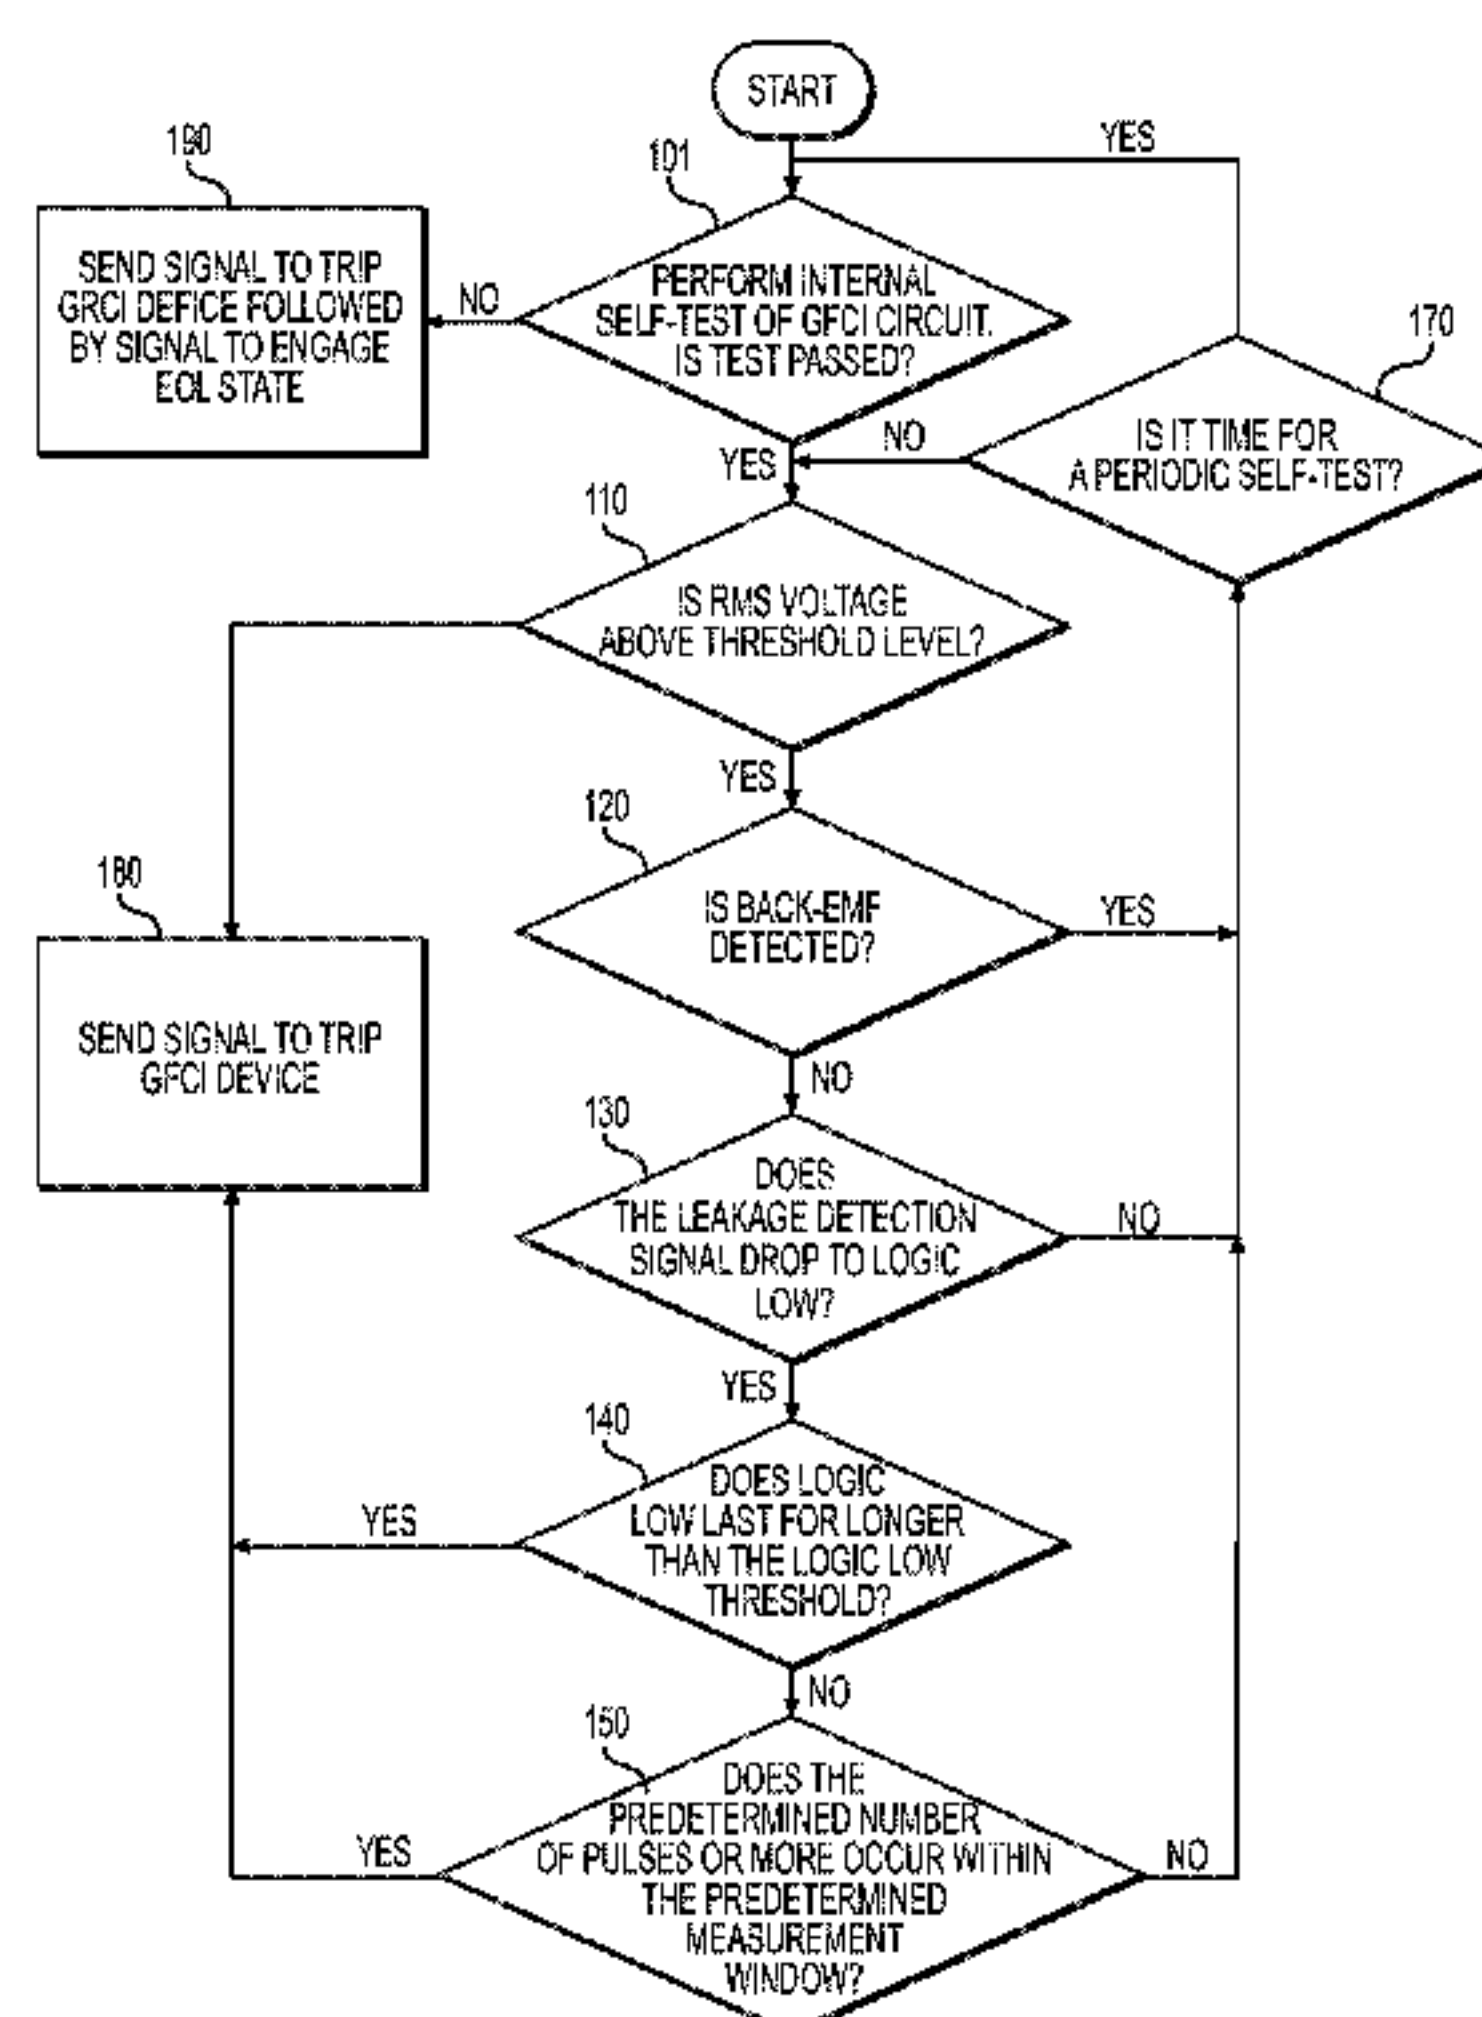 START
YES
190
101
SEND SIGNAL TO TRIP
GRCI DEFICE FOLLOWED
BY SIGNAL TO ENGAGE
EOL STATE
NO
PERFORM INTERNAL
SELF-TEST OF GFCI CIRCUIT.
IS TEST PASSED?
170
IS IT TIME FOR
A PERIODIC SELF-TEST?
NO
YES
110
IS RMS VOLTAGE
ABOVE THRESHOLD LEVEL?
YES
120
IS BACK-EMF
DETECTED?
YES
180
SEND SIGNAL TO TRIP
GFCI DEVICE
NO
130
DOES
THE LEAKAGE DETECTION
SIGNAL DROP TO LOGIC
LOW?
NO
YES
140
DOES LOGIC
LOW LAST FOR LONGER
THAN THE LOGIC LOW
THRESHOLD?
YES
NO
150
DOES THE
PREDETERMINED NUMBER
OF PULSES OR MORE OCCUR WITHIN
THE PREDETERMINED
MEASUREMENT
WINDOW?
YES
NO